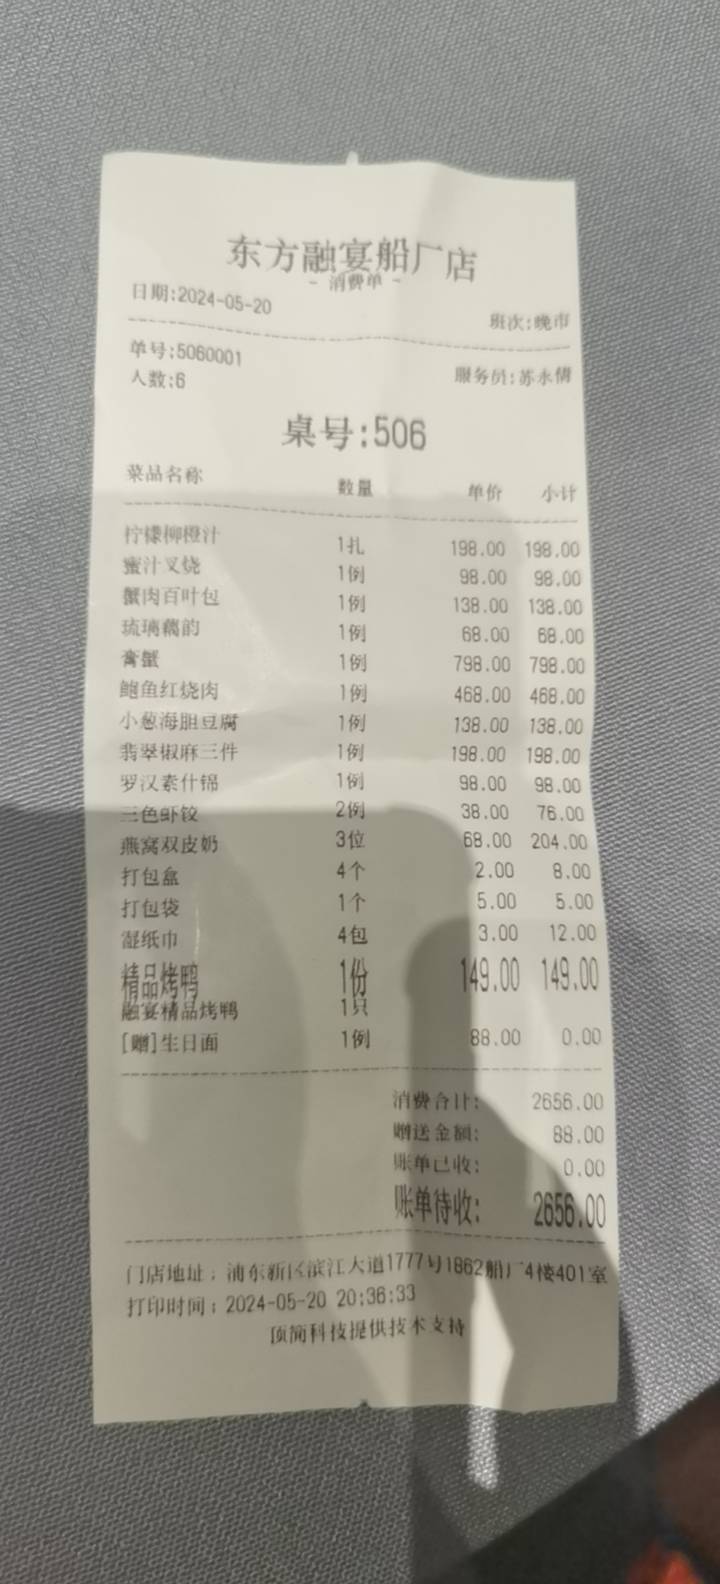 东方融宴船厂店
- 消费单 -
日期:2024-05-20 班次:晚市
单号:5060001
人数:6 服务员:苏永倩
桌号:506
菜品名称 数量 单价 小计
柠檬柳橙汁 1扎 198.00 198.00
蜜汁叉烧 1例 98.00 98.00
蟹肉百叶包 1例 138.00 138.00
琉璃藕韵 1例 68.00 68.00
膏蟹 1例 798.00 798.00
鲍鱼红烧肉 1例 468.00 468.00
小葱海胆豆腐 1例 138.00 138.00
翡翠椒麻三件 1例 198.00 198.00
罗汉素什锦 1例 98.00 98.00
三色虾饺 2例 38.00 76.00
燕窝双皮奶 3位 68.00 204.00
打包盒 4个 2.00 8.00
打包袋 1个 5.00 5.00
湿纸巾 4包 3.00 12.00
精品烤鸭 1份 149.00 149.00
融宴精品烤鸭 1只
[赠]生日面 1例 88.00 0.00
消费合计: 2656.00
赠送金额: 88.00
账单已收: 0.00
账单待收: 2656.00
门店地址：浦东新区滨江大道1777号1862船厂4楼401室
打印时间：2024-05-20 20:36:33
顶简科技提供技术支持